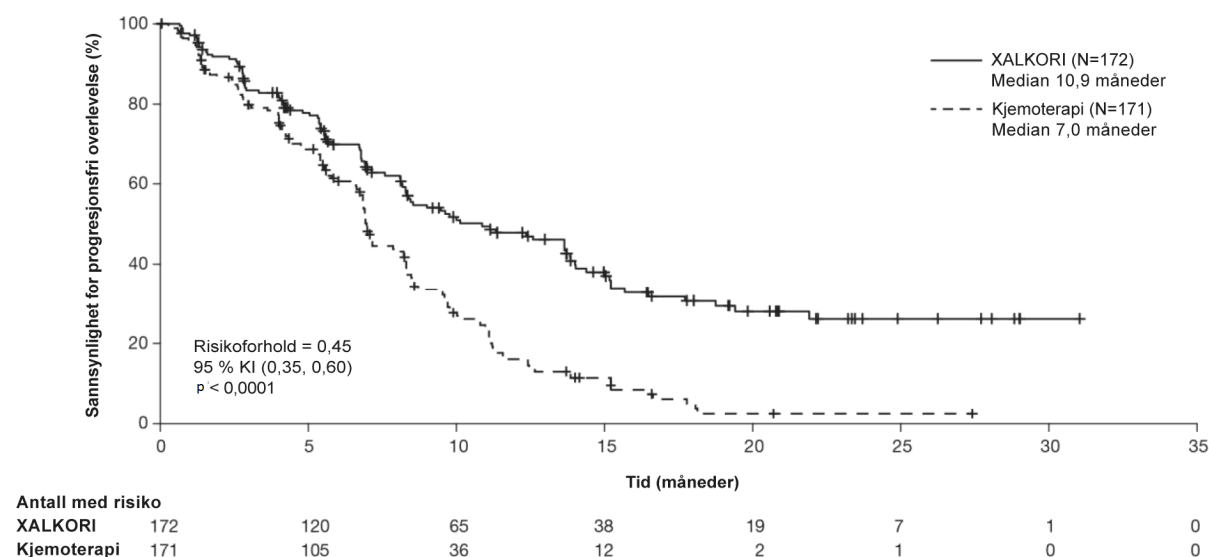 Sannsynlighet for progresjonsfri overlevelse (%)
100
80
60
40
20
0
XALKORI (N=172)
Median 10,9 måneder
Kjemoterapi (N=171)
Median 7,0 måneder
Risikoforhold = 0,45
95 % KI (0,35, 0,60)
p < 0,0001
0 5 10 15 20 25 30 35
Tid (måneder)
Antall med risiko
XALKORI 172 120 65 38 19 7 1 0
Kjemoterapi 171 105 36 12 2 1 0 0